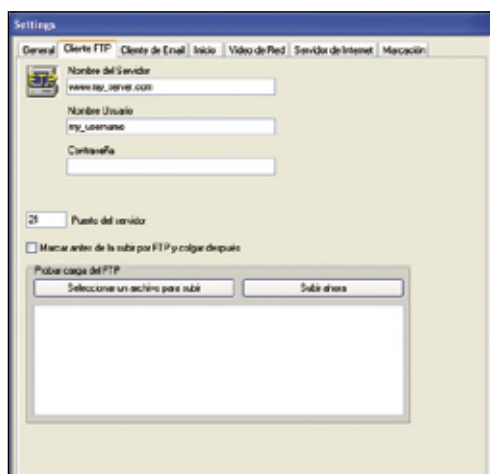 Settings
General Cliente FTP Cliente de Email Inicio Video de Red Servidor de Internet Marcación
FTP
Nombre del Servidor
www.my_server.com
Nombre Usuario
my_username
Contraseña
21 Puerto del servidor
Marcar antes de la subir por FTP y colgar después
Probar carga del FTP
Seleccionar un archivo para subir Subir ahora